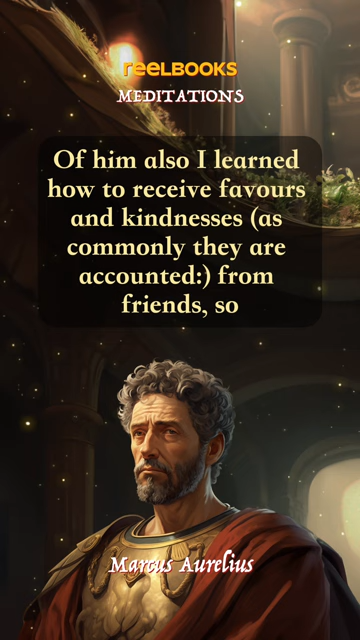 reelBOOKS
MEDITATIONS
Of him also I learned
how to receive favours
and kindnesses (as
commonly they are
accounted:) from
friends, so
Marcus Aurelius